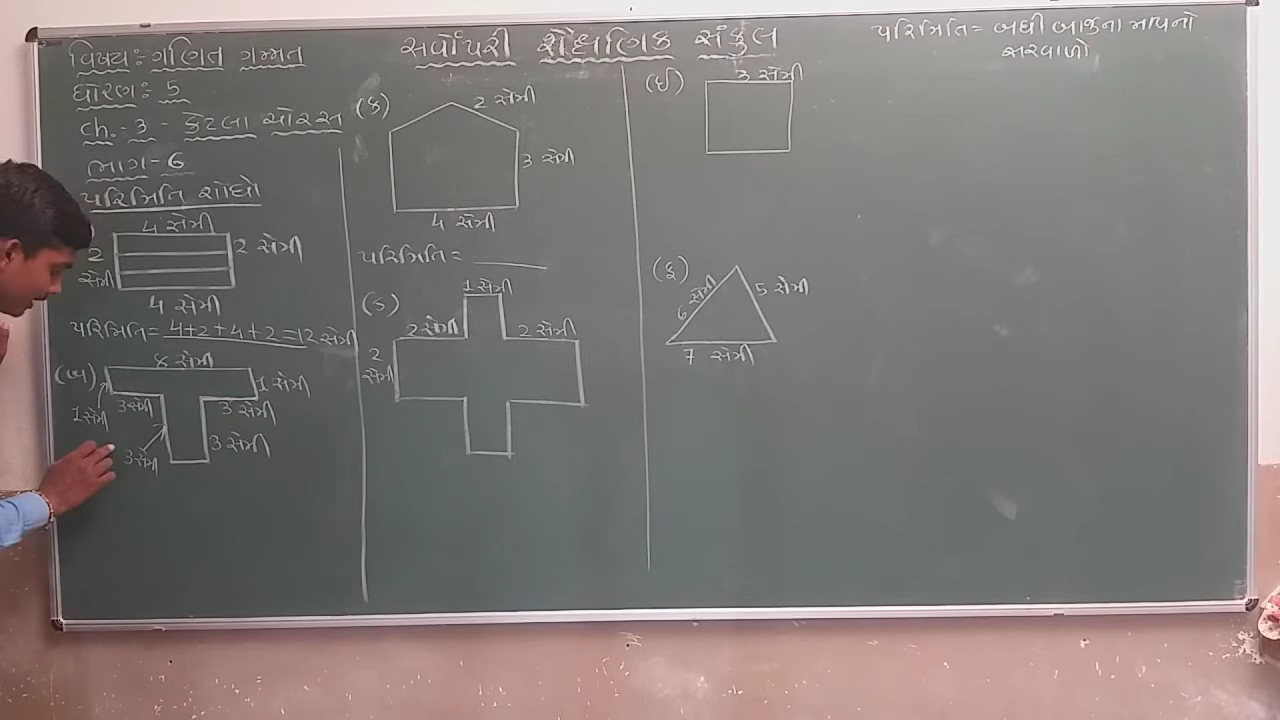 સર્વોપરી શૈક્ષણિક સંકુલ
પરિમિતિ = બધી બાજુના માપનો
સરવાળો
વિષય: ગણિત ગમ્મત
ધોરણ: 5
Ch.-3 - કેટલા ચોરસ
ભાગ-6
પરિમિતિ શોધો
4 સેમી
2 સેમી
2
સેમી
4 સેમી
પરિમિતિ = 4+2+4+2 = 12 સેમી
(બ)
8 સેમી
1 સેમી
1 સેમી
3 સેમી
3 સેમી
3 સેમી
3 સેમી
(ક)
2 સેમી
3 સેમી
4 સેમી
પરિમિતિ =
(ડ)
1 સેમી
2 સેમી
2 સેમી
2
સેમી
(ઈ)
3 સેમી
(ફ)
6 સેમી
5 સેમી
7 સેમી